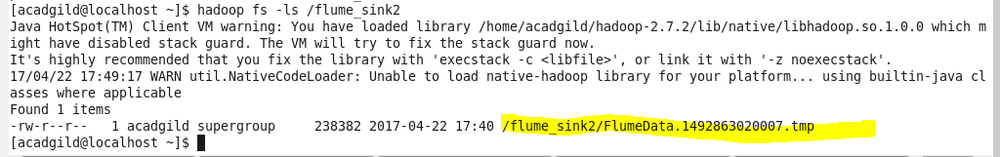 [acadgild@localhost ~]$ hadoop fs -ls /flume_sink2
Java HotSpot(TM) Client VM warning: You have loaded library /home/acadgild/hadoop-2.7.2/lib/native/libhadoop.so.1.0.0 which m
ight have disabled stack guard. The VM will try to fix the stack guard now.
It's highly recommended that you fix the library with 'execstack -c <libfile>', or link it with '-z noexecstack'.
17/04/22 17:49:17 WARN util.NativeCodeLoader: Unable to load native-hadoop library for your platform... using builtin-java cl
asses where applicable
Found 1 items
-rw-r--r--   1 acadgild supergroup     238382 2017-04-22 17:40 /flume_sink2/FlumeData.1492863020007.tmp
[acadgild@localhost ~]$